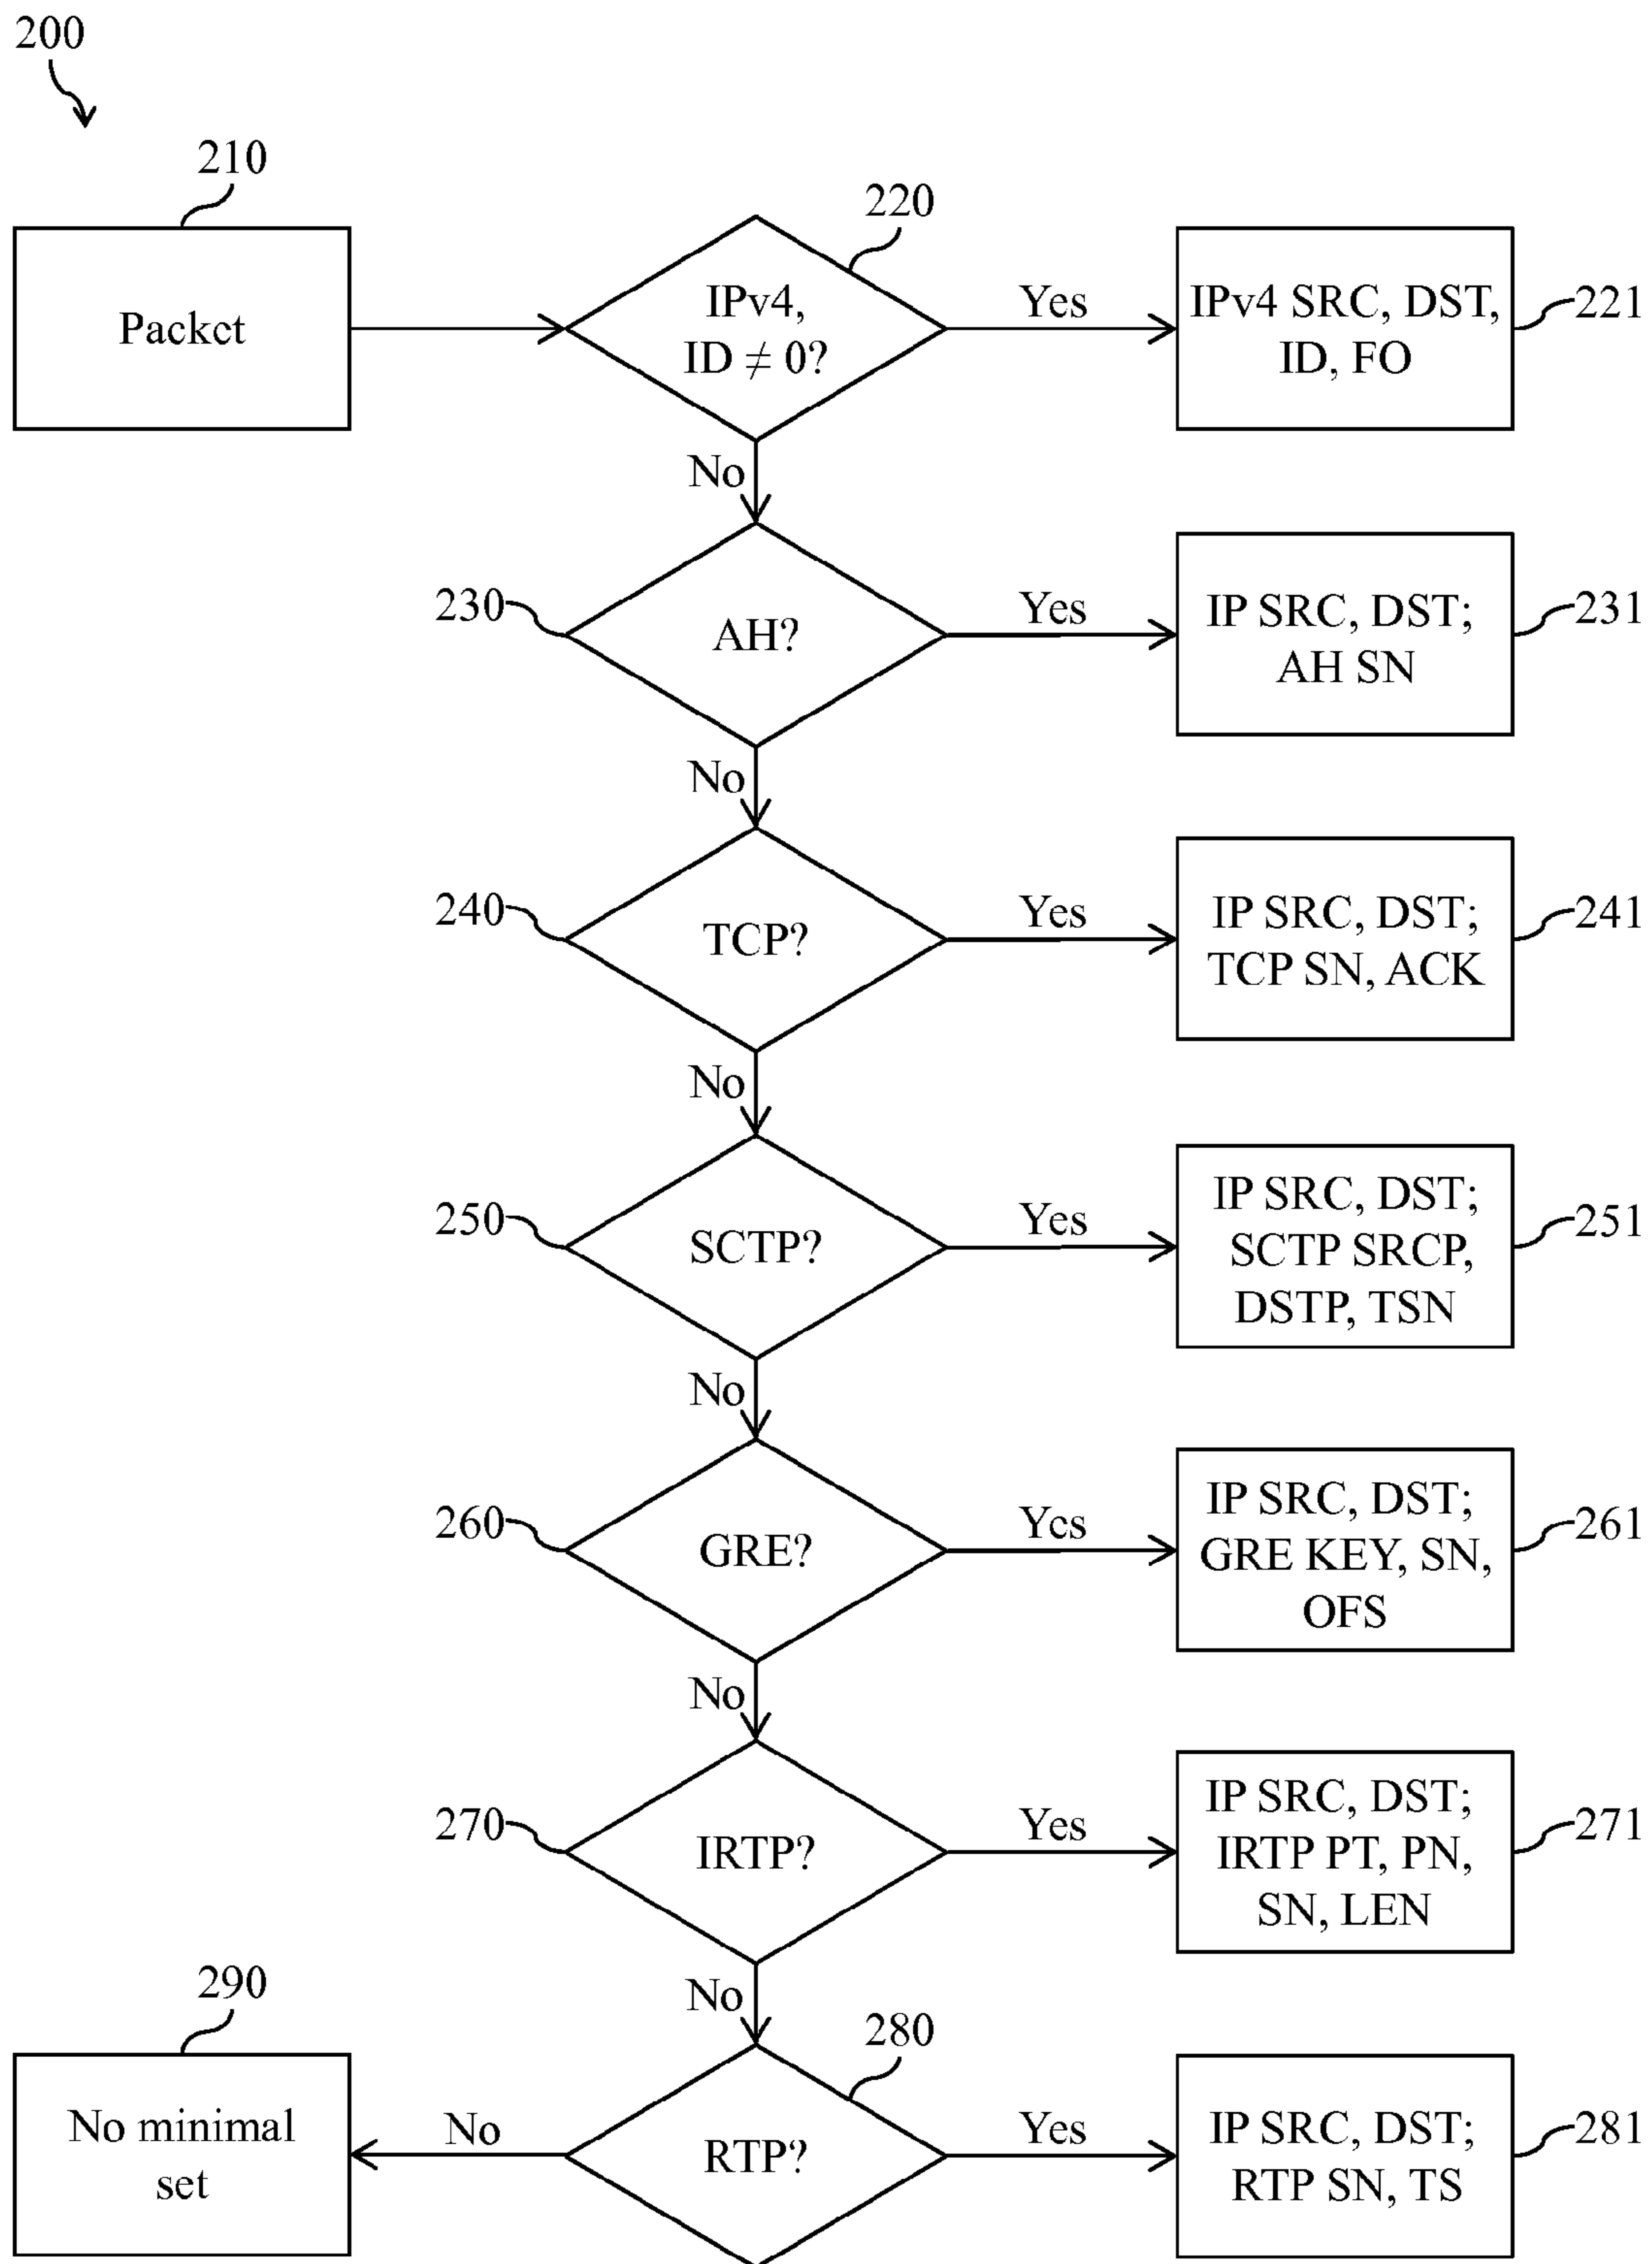 200
210
Packet
220
IPv4,
ID ≠ 0?
Yes
IPv4 SRC, DST,
ID, FO
221
No
230
AH?
Yes
IP SRC, DST;
AH SN
231
No
240
TCP?
Yes
IP SRC, DST;
TCP SN, ACK
241
No
250
SCTP?
Yes
IP SRC, DST;
SCTP SRCP,
DSTP, TSN
251
No
260
GRE?
Yes
IP SRC, DST;
GRE KEY, SN,
OFS
261
No
270
IRTP?
Yes
IP SRC, DST;
IRTP PT, PN,
SN, LEN
271
No
290
No minimal
set
No
280
RTP?
Yes
IP SRC, DST;
RTP SN, TS
281